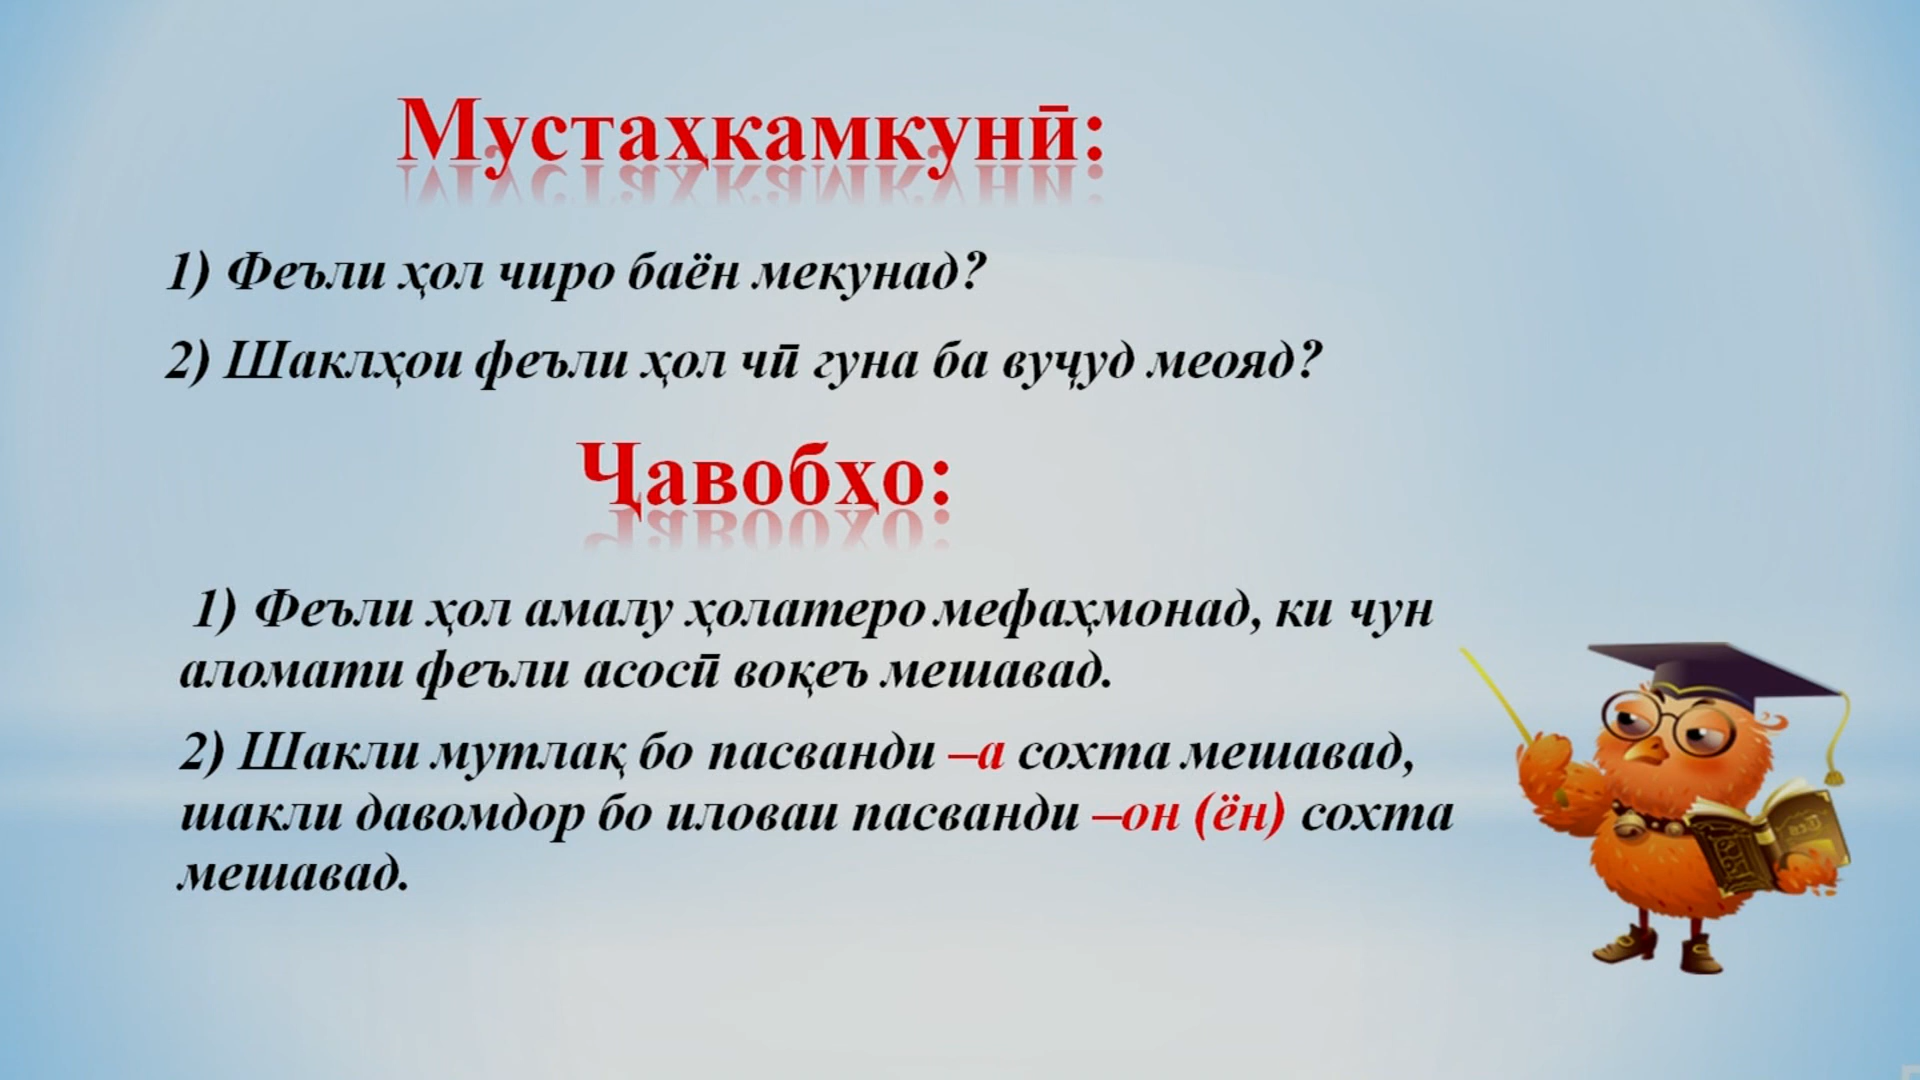 Мустаҳкамкунӣ:
1) Феъли ҳол чиро баён мекунад?
2) Шаклҳои феъли ҳол чӣ гуна ба вуҷуд меояд?
Ҷавобҳо:
1) Феъли ҳол амалу ҳолатеро мефаҳмонад, ки чун
аломати феъли асосӣ воқеъ мешавад.
2) Шакли мутлақ бо пасванди –а сохта мешавад,
шакли давомдор бо иловаи пасванди –он (ён) сохта
мешавад.